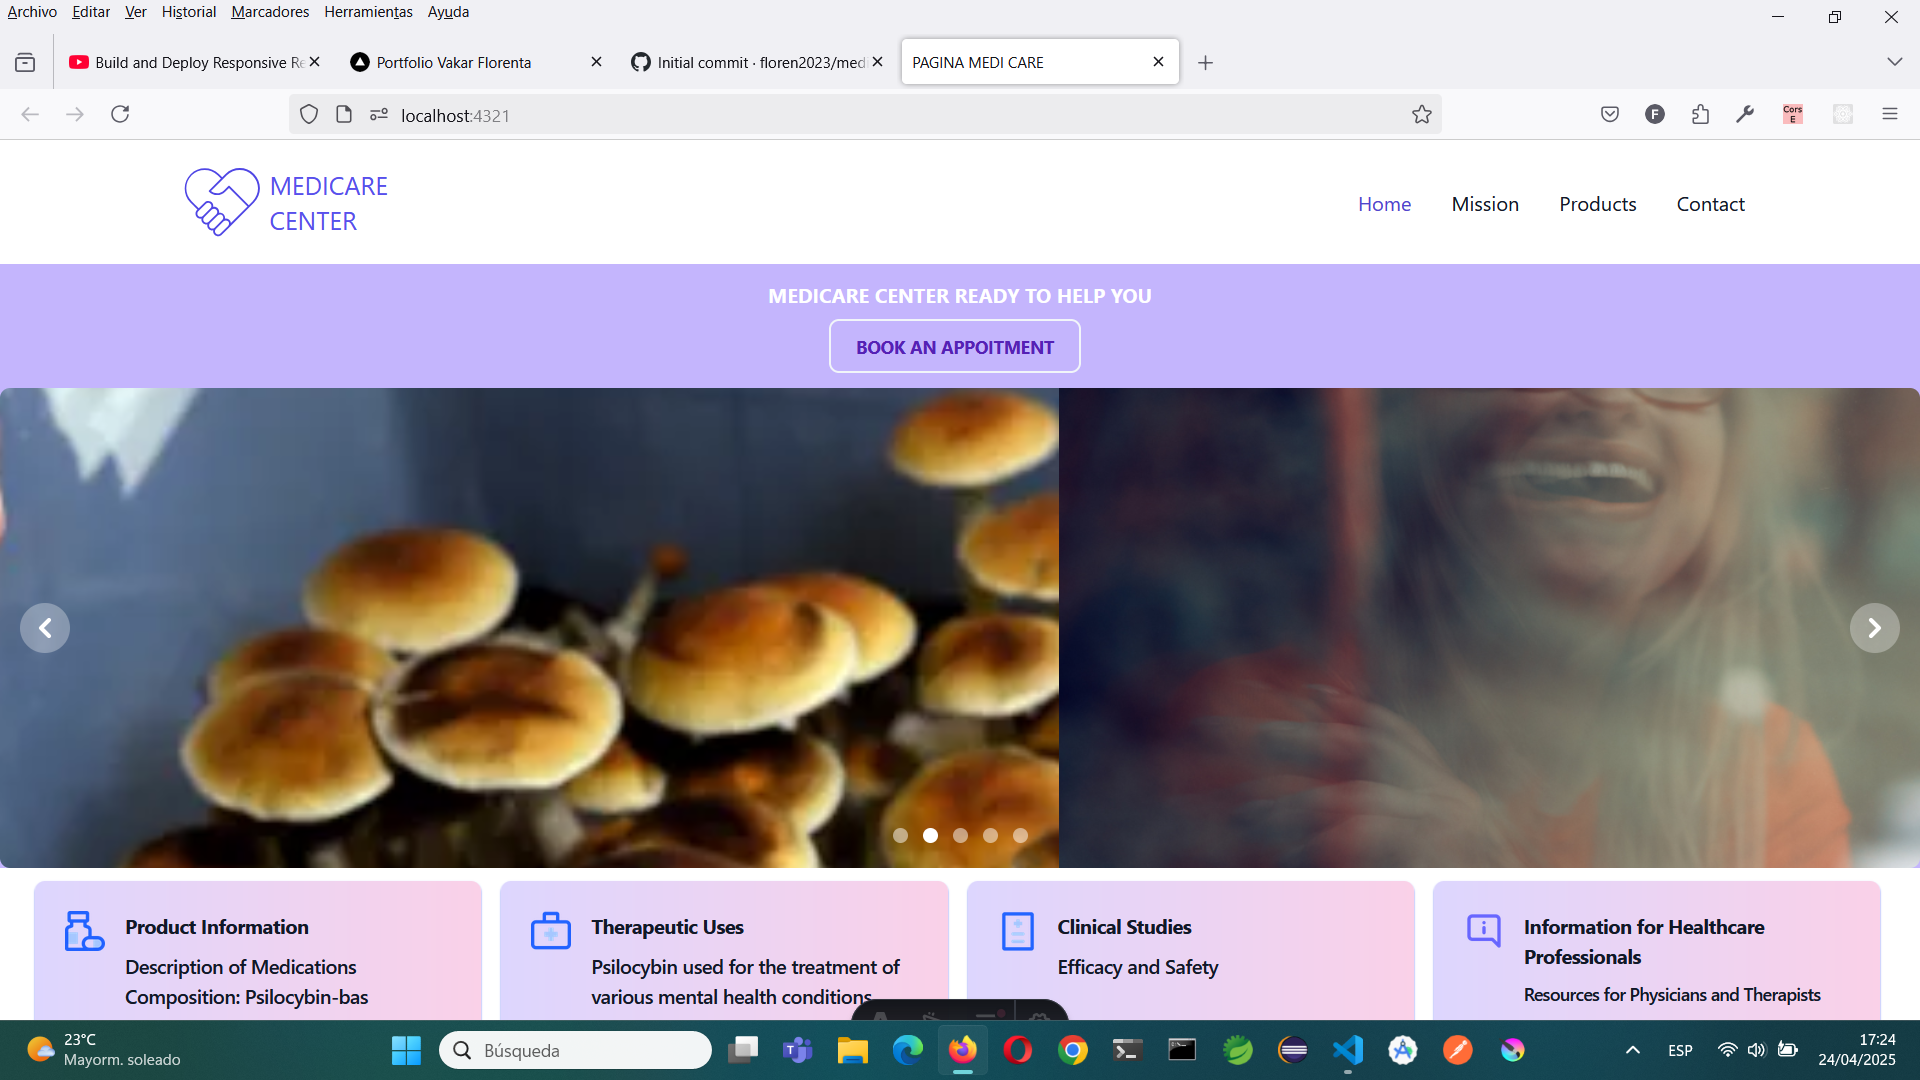 Archivo Editar Ver Historial Marcadores Herramientas Ayuda
Build and Deploy Responsive Re
Portfolio Vakar Florenta
Initial commit · floren2023/med
PAGINA MEDI CARE
localhost:4321
F
Cors
E
MEDICARE
CENTER
Home Mission Products Contact
MEDICARE CENTER READY TO HELP YOU
BOOK AN APPOITMENT
Product Information
Description of Medications
Composition: Psilocybin-bas
Therapeutic Uses
Psilocybin used for the treatment of
various mental health conditions
Clinical Studies
Efficacy and Safety
Information for Healthcare
Professionals
Resources for Physicians and Therapists
23°C
Mayorm. soleado
Búsqueda
ESP
17:24
24/04/2025